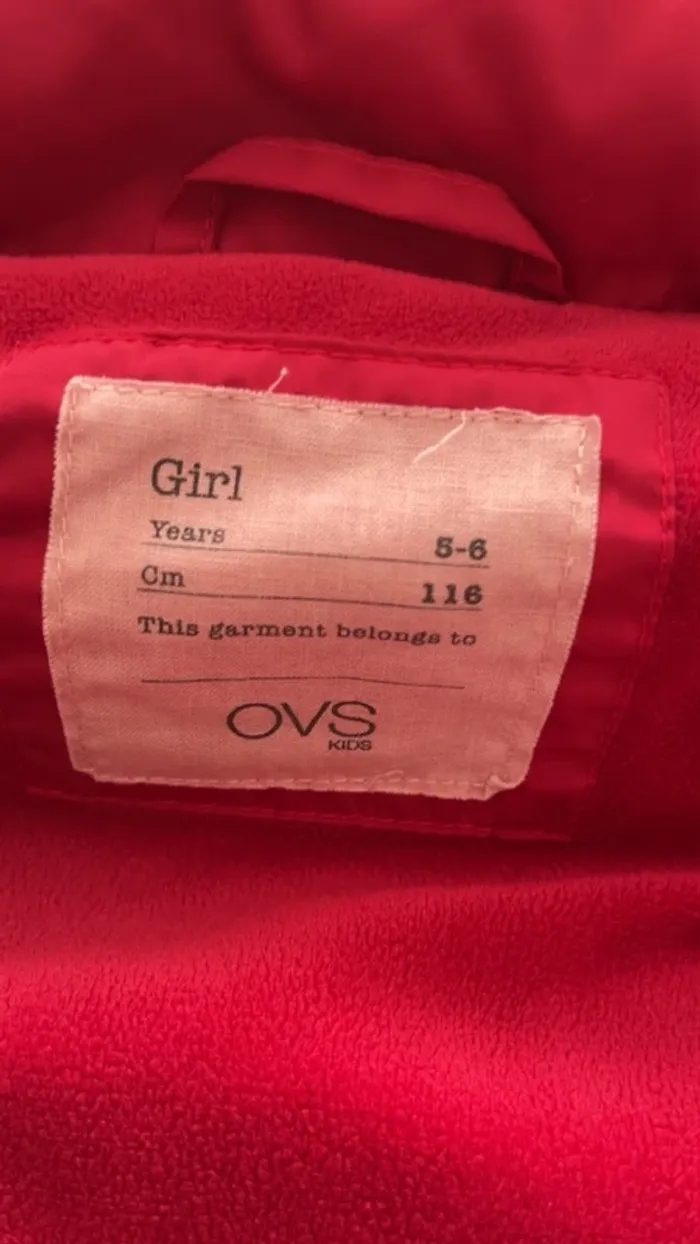 Girl
Years 5-6
Cm 116
This garment belongs to
OVS
KIDS